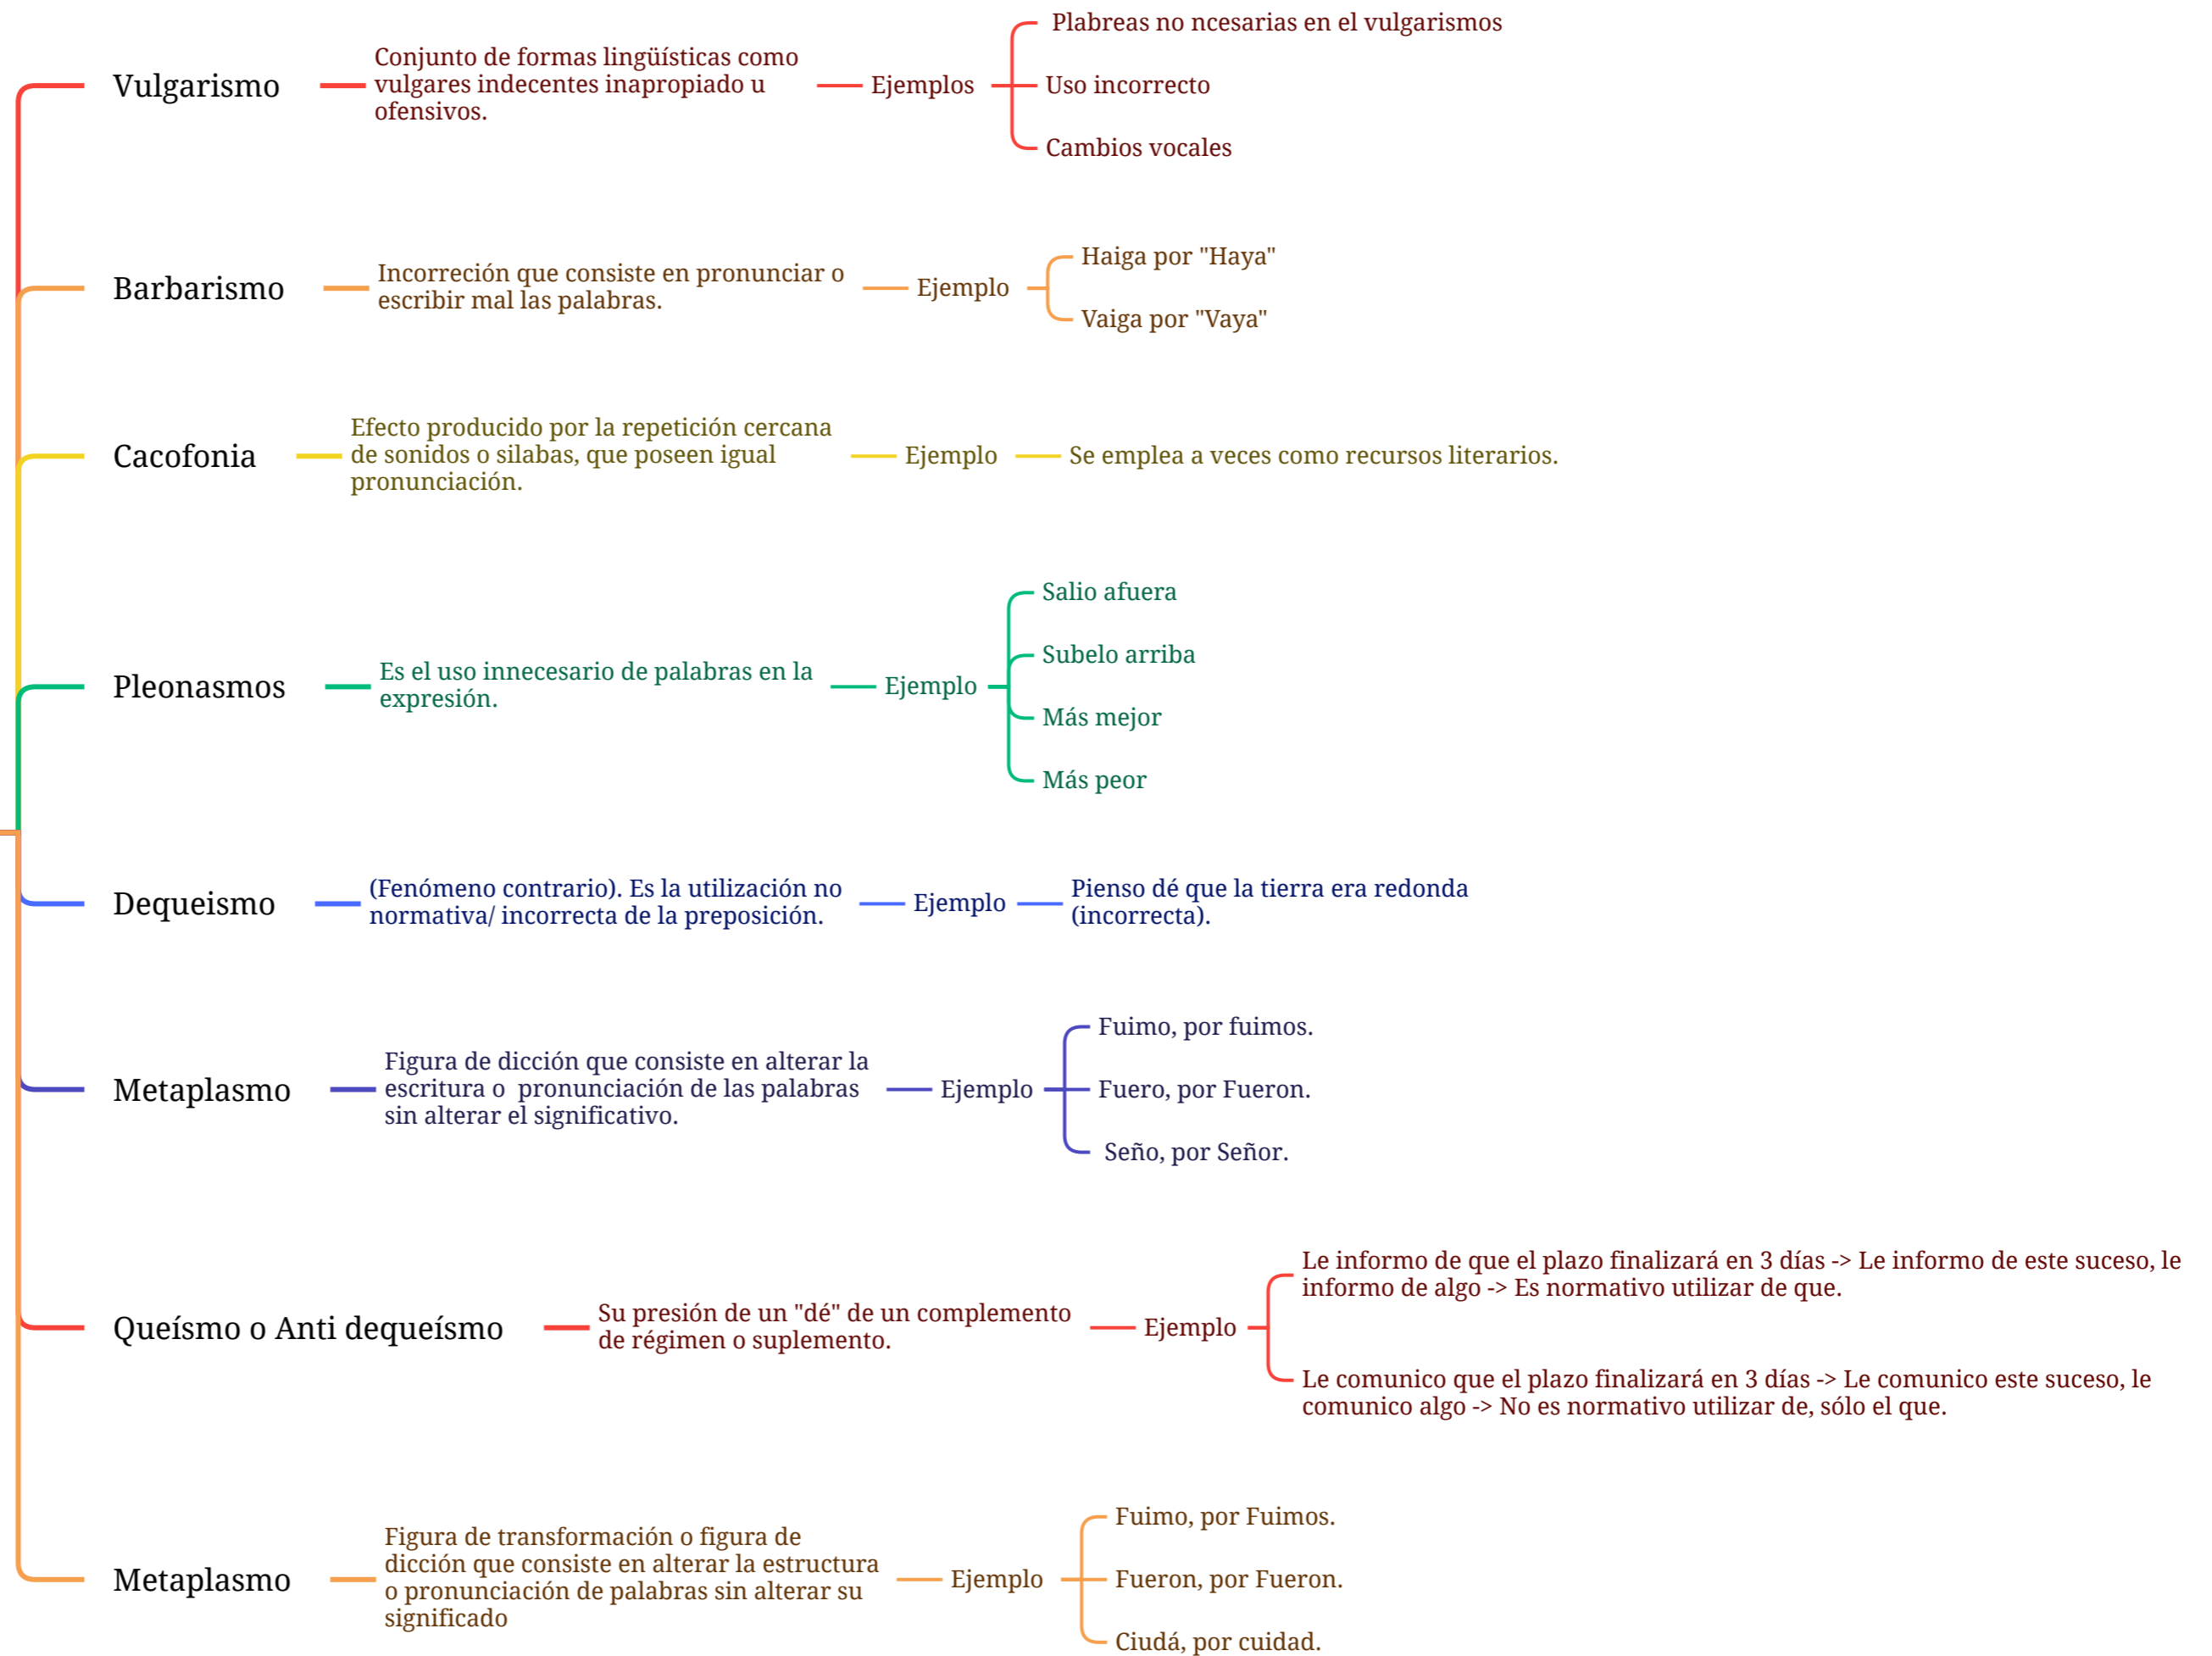 Vulgarismo
Conjunto de formas lingüísticas como
vulgares indecentes inapropiado u
ofensivos.
Ejemplos
Plabreas no ncesarias en el vulgarismos
Uso incorrecto
Cambios vocales
Barbarismo
Incorreción que consiste en pronunciar o
escribir mal las palabras.
Ejemplo
Haiga por "Haya"
Vaiga por "Vaya"
Cacofonia
Efecto producido por la repetición cercana
de sonidos o silabas, que poseen igual
pronunciación.
Ejemplo
Se emplea a veces como recursos literarios.
Pleonasmos
Es el uso innecesario de palabras en la
expresión.
Ejemplo
Salio afuera
Subelo arriba
Más mejor
Más peor
Dequeismo
(Fenómeno contrario). Es la utilización no
normativa/ incorrecta de la preposición.
Ejemplo
Pienso dé que la tierra era redonda
(incorrecta).
Metaplasmo
Figura de dicción que consiste en alterar la
escritura o  pronunciación de las palabras
sin alterar el significativo.
Ejemplo
Fuimo, por fuimos.
Fuero, por Fueron.
Seño, por Señor.
Queísmo o Anti dequeísmo
Su presión de un "dé" de un complemento
de régimen o suplemento.
Ejemplo
Le informo de que el plazo finalizará en 3 días -> Le informo de este suceso, le
informo de algo -> Es normativo utilizar de que.
Le comunico que el plazo finalizará en 3 días -> Le comunico este suceso, le
comunico algo -> No es normativo utilizar de, sólo el que.
Metaplasmo
Figura de transformación o figura de
dicción que consiste en alterar la estructura
o pronunciación de palabras sin alterar su
significado
Ejemplo
Fuimo, por Fuimos.
Fueron, por Fueron.
Ciudá, por cuidad.